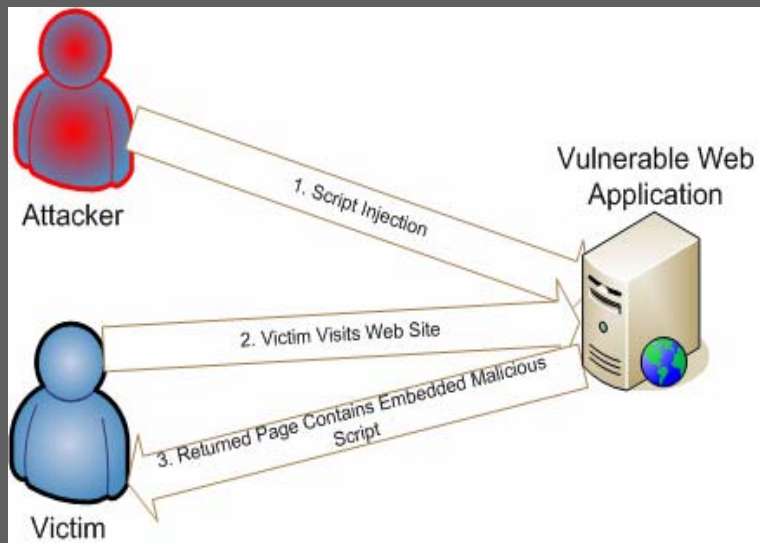 Attacker
1. Script Injection
Vulnerable Web
Application
2. Victim Visits Web Site
3. Returned Page Contains Embedded Malicious
Script
Victim